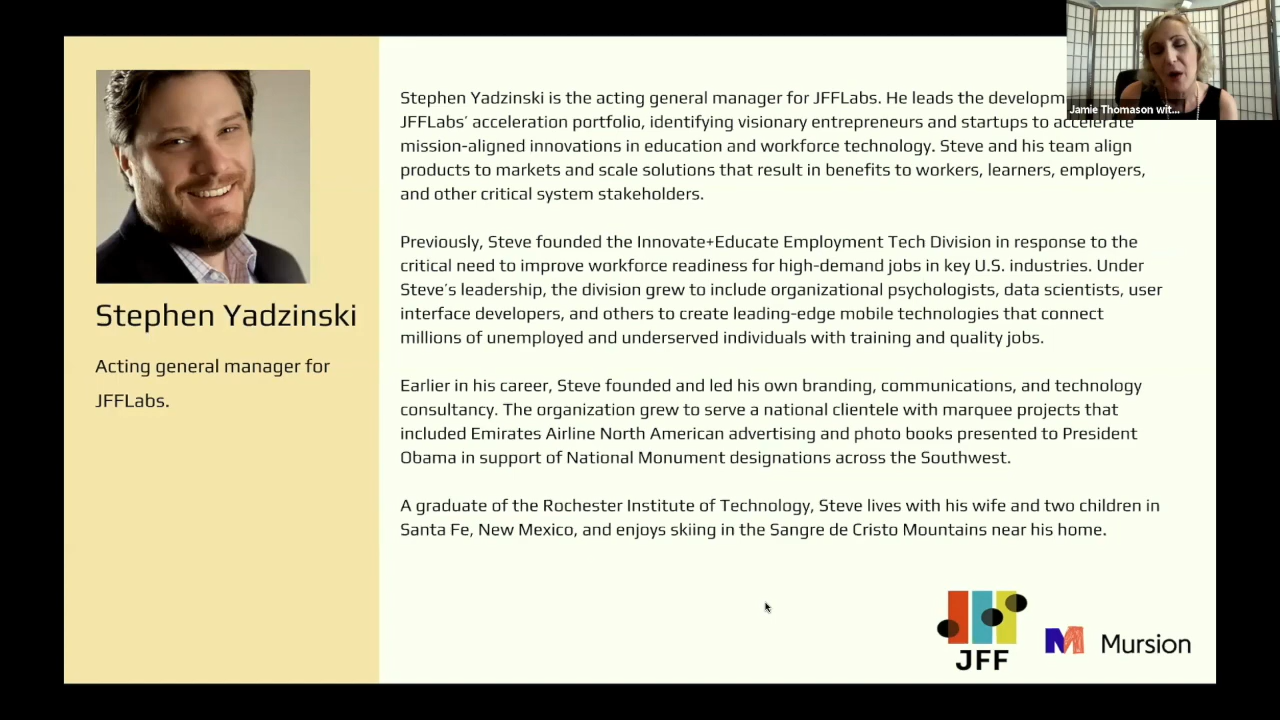 Jamie Thomason wit...
Stephen Yadzinski
Acting general manager for
JFFLabs.
Stephen Yadzinski is the acting general manager for JFFLabs. He leads the developm
JFFLabs’ acceleration portfolio, identifying visionary entrepreneurs and startups to accelerate
mission-aligned innovations in education and workforce technology. Steve and his team align
products to markets and scale solutions that result in benefits to workers, learners, employers,
and other critical system stakeholders.
Previously, Steve founded the Innovate+Educate Employment Tech Division in response to the
critical need to improve workforce readiness for high-demand jobs in key U.S. industries. Under
Steve’s leadership, the division grew to include organizational psychologists, data scientists, user
interface developers, and others to create leading-edge mobile technologies that connect
millions of unemployed and underserved individuals with training and quality jobs.
Earlier in his career, Steve founded and led his own branding, communications, and technology
consultancy. The organization grew to serve a national clientele with marquee projects that
included Emirates Airline North American advertising and photo books presented to President
Obama in support of National Monument designations across the Southwest.
A graduate of the Rochester Institute of Technology, Steve lives with his wife and two children in
Santa Fe, New Mexico, and enjoys skiing in the Sangre de Cristo Mountains near his home.
JFF
Mursion